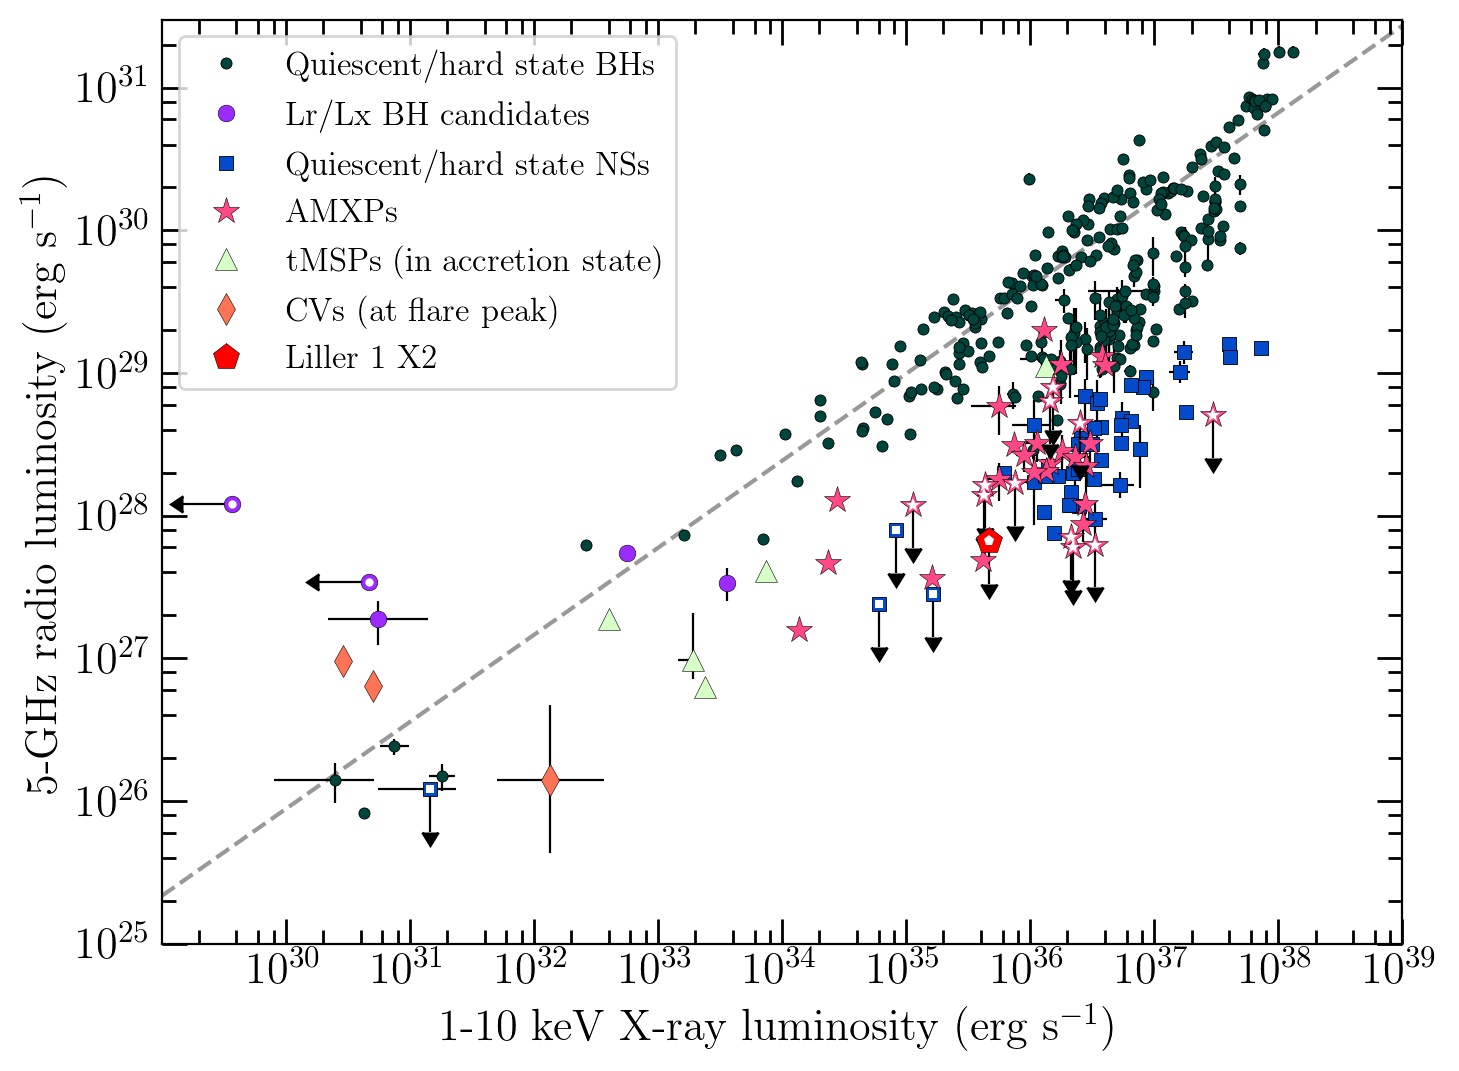 10^31
10^30
10^29
10^28
10^27
10^26
10^25
5-GHz radio luminosity (erg s^−1)
Quiescent/hard state BHs
Lr/Lx BH candidates
Quiescent/hard state NSs
AMXPs
tMSPs (in accretion state)
CVs (at flare peak)
Liller 1 X2
10^30 10^31 10^32 10^33 10^34 10^35 10^36 10^37 10^38 10^39
1-10 keV X-ray luminosity (erg s^−1)